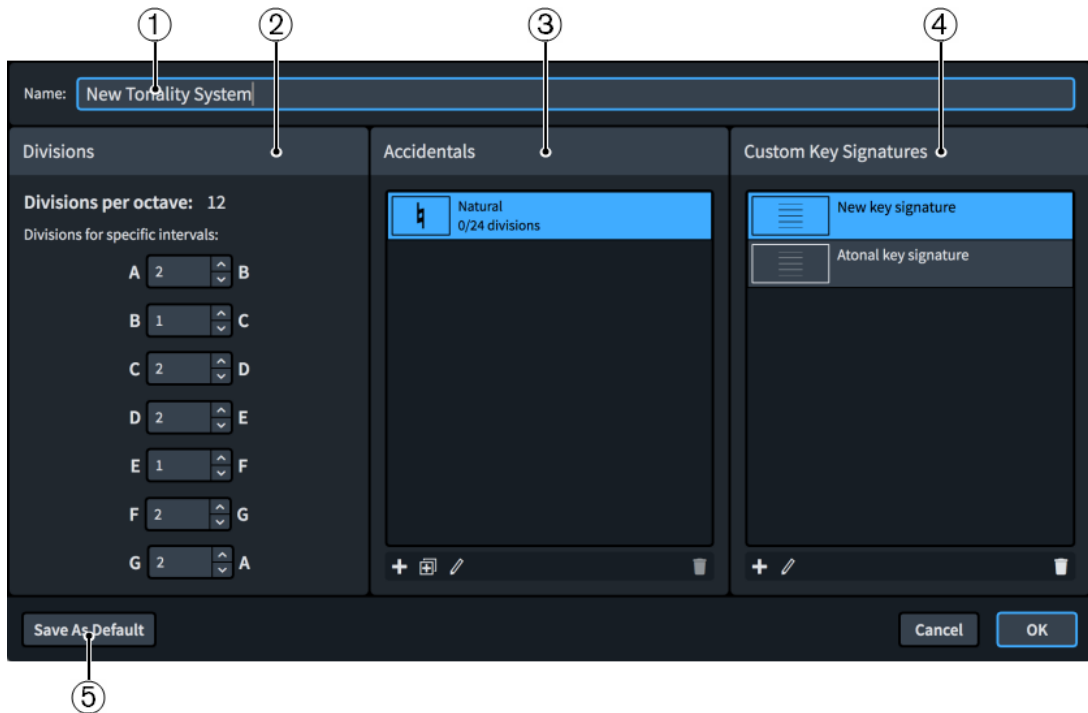 ① ② ③ ④
Name: New Tonality System
Divisions
Accidentals
Custom Key Signatures
Divisions per octave: 12
Divisions for specific intervals:
A 2 B
B 1 C
C 2 D
D 2 E
E 1 F
F 2 G
G 2 A
Natural
0/24 divisions
New key signature
Atonal key signature
Save As Default
Cancel
OK
⑤